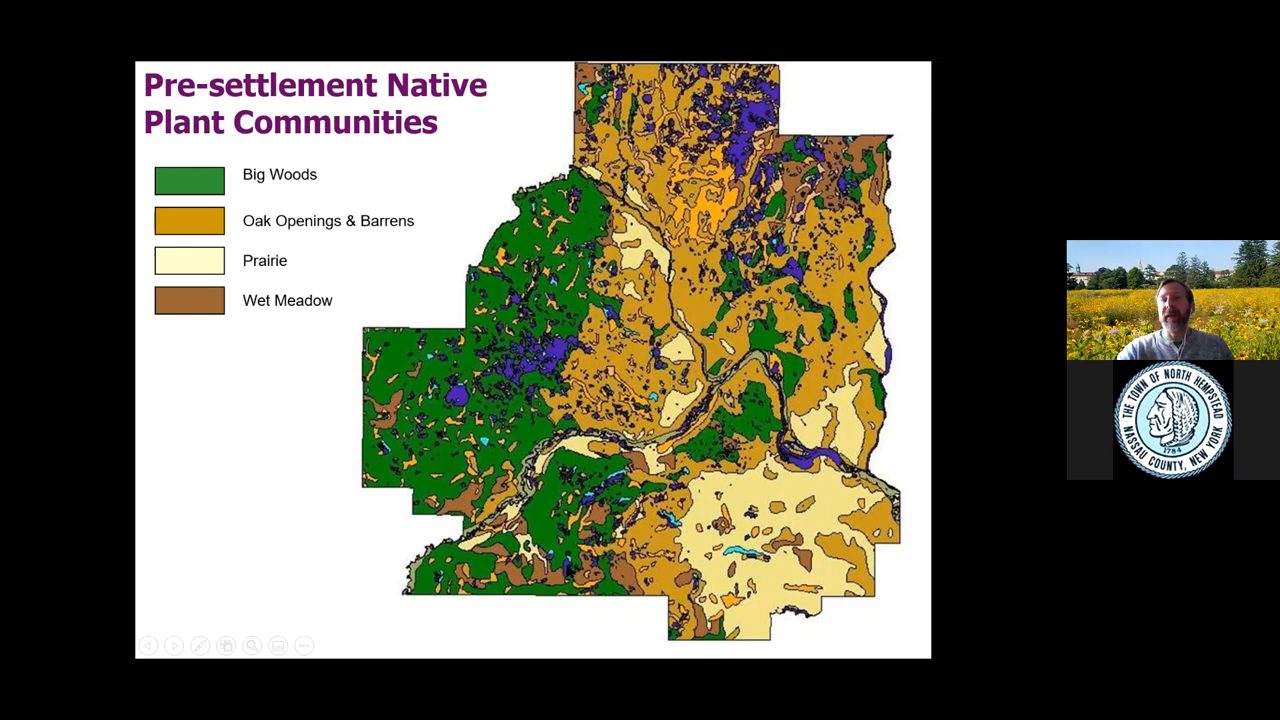 Pre-settlement Native
Plant Communities
Big Woods
Oak Openings & Barrens
Prairie
Wet Meadow
THE TOWN OF NORTH HEMPSTEAD
1784
NASSAU COUNTY, NEW YORK